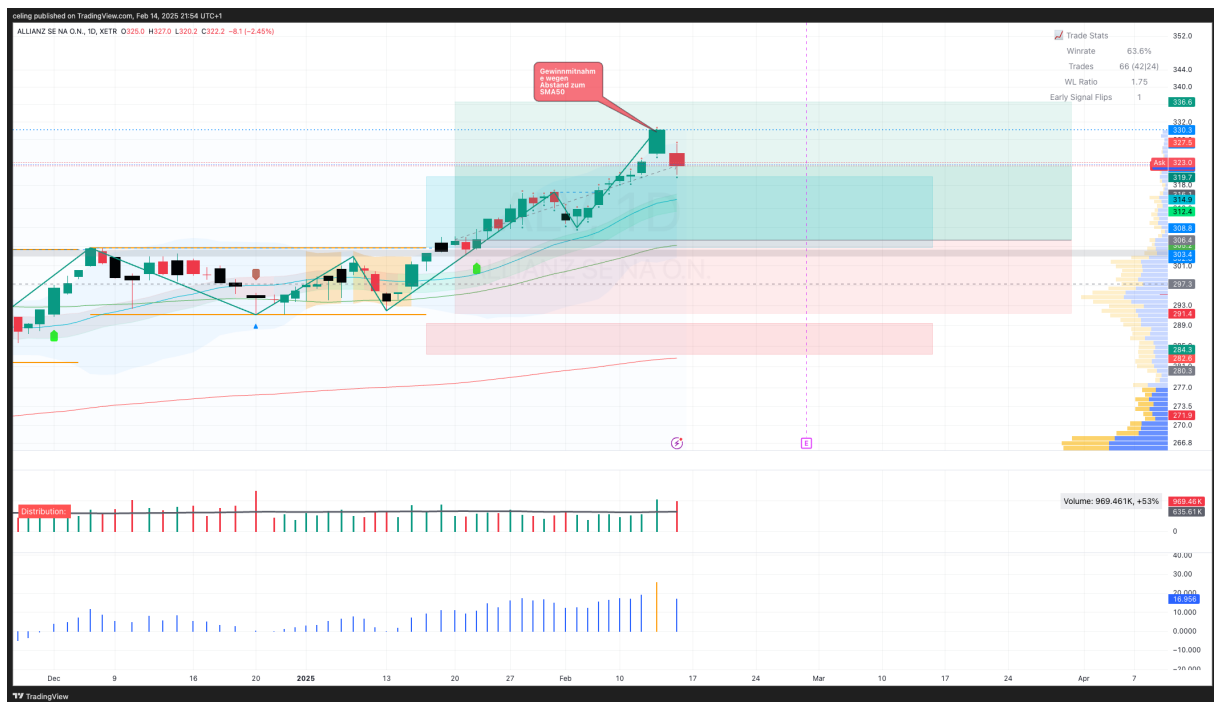 celing published on TradingView.com, Feb 14, 2025 21:54 UTC+1
ALLIANZ SE NA O.N., 1D, XETR O325.0 H327.0 L320.2 C322.2 −8.1 (−2.45%)
Trade Stats
Winrate 63.6%
Trades 66 (42|24)
WL Ratio 1.75
Early Signal Flips 1
Gewinnmitnahm
e wegen
Abstand zum
SMA50
1D
352.0
344.0
340.0
336.6
332.0
330.3
327.5
Ask 323.0
319.7
318.0
314.9
312.4
308.8
306.4
303.4
301.0
297.3
293.0
291.4
289.0
284.3
282.6
280.3
277.0
273.5
271.9
270.0
266.8
E
Distribution:
Volume: 969.461K, +53%
969.46K
635.61K
0
40.00
30.00
16.956
10.000
0.0000
−10.000
−20.000
Dec 9 16 20 2025 13 20 27 Feb 10 17 24 Mar 10 17 24 Apr 7
TradingView